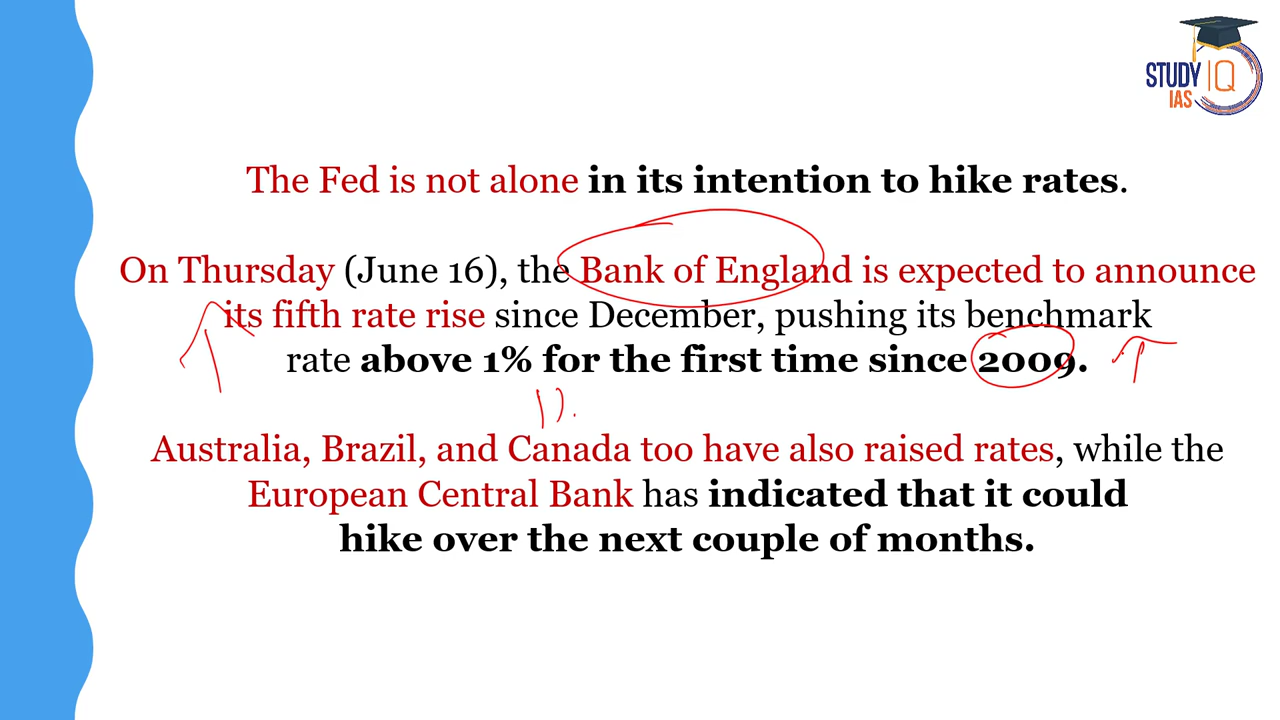 STUDY IQ
IAS
The Fed is not alone in its intention to hike rates.
On Thursday (June 16), the Bank of England is expected to announce
its fifth rate rise since December, pushing its benchmark
rate above 1% for the first time since 2009.
Australia, Brazil, and Canada too have also raised rates, while the
European Central Bank has indicated that it could
hike over the next couple of months.